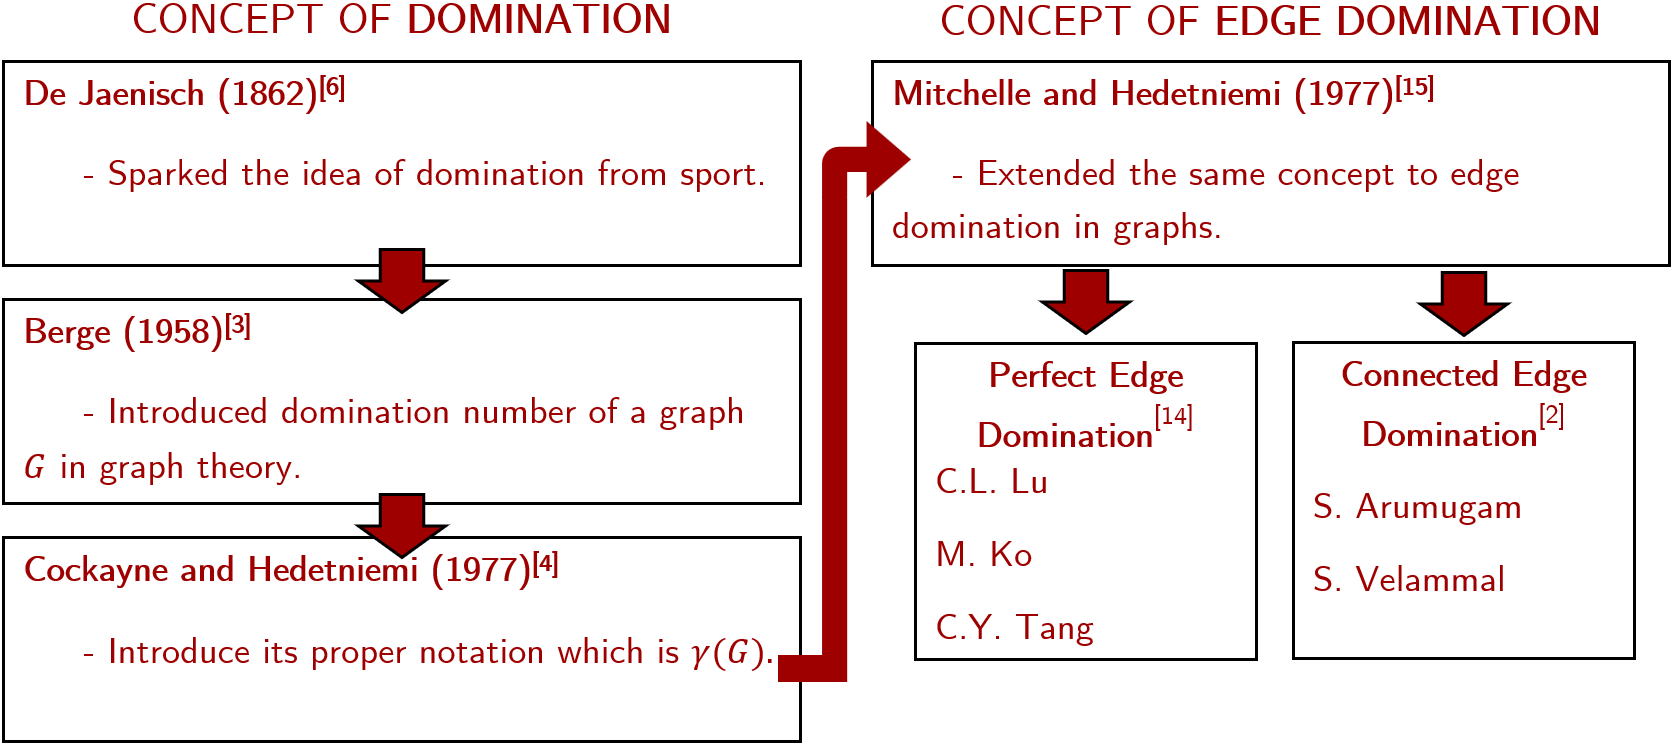 CONCEPT OF DOMINATION
De Jaenisch (1862)[6]
- Sparked the idea of domination from sport.
Berge (1958)[3]
- Introduced domination number of a graph
G in graph theory.
Cockayne and Hedetniemi (1977)[4]
- Introduce its proper notation which is γ(G).
CONCEPT OF EDGE DOMINATION
Mitchelle and Hedetniemi (1977)[15]
- Extended the same concept to edge
domination in graphs.
Perfect Edge
Domination[14]
C.L. Lu
M. Ko
C.Y. Tang
Connected Edge
Domination[2]
S. Arumugam
S. Velammal